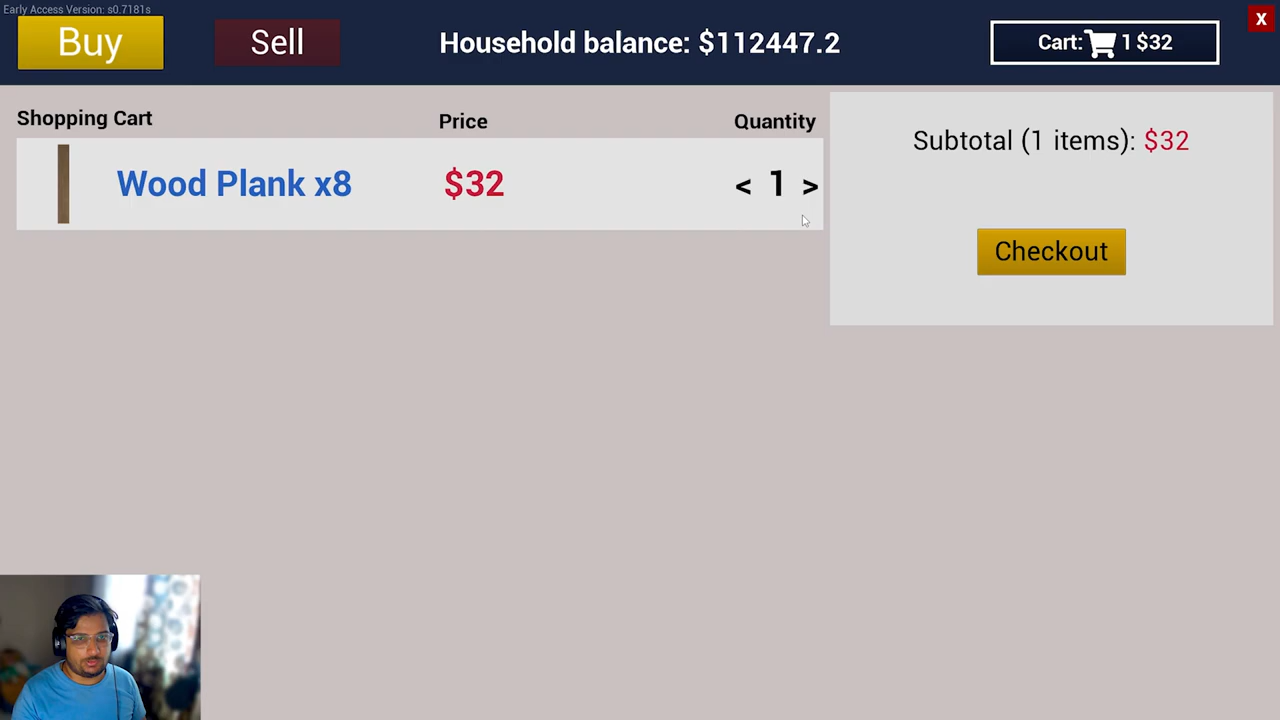 Early Access Version: s0.7181s
Buy
Sell
Household balance: $112447.2
Cart: 1 $32
X
Shopping Cart
Price
Quantity
Wood Plank x8
$32
< 1 >
Subtotal (1 items): $32
Checkout